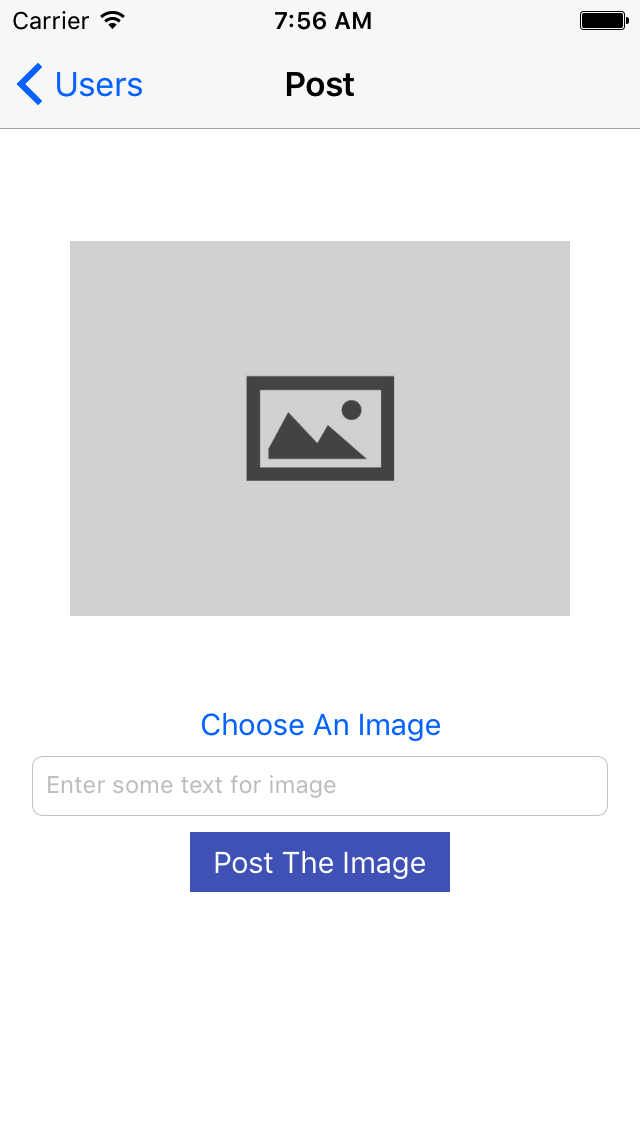 Carrier 7:56 AM
Users Post
Choose An Image
Enter some text for image
Post The Image